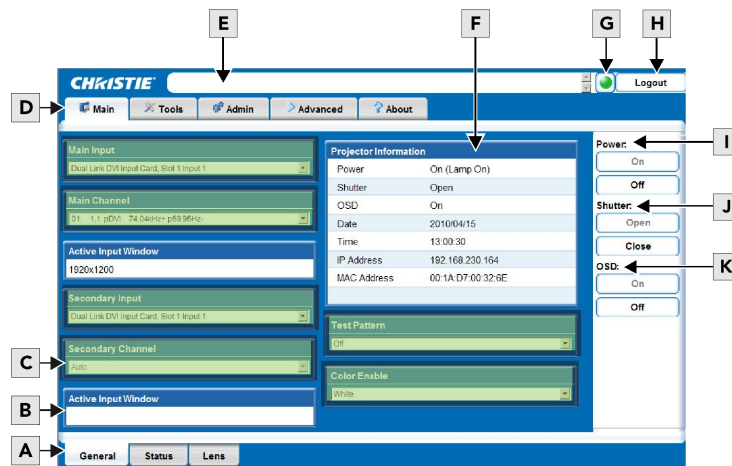 E
F
G
H
CHRISTIE
Logout
D
Main
Tools
Admin
Advanced
About
Main Input
Dual Link DVI Input Card, Slot 1 Input 1
Main Channel
01. 1,1 pDVI 74.04kHz+ p59.95Hz-
Active Input Window
1920x1200
Secondary Input
Dual Link DVI Input Card, Slot 1 Input 1
C
Secondary Channel
Auto
B
Active Input Window
Projector Information
Power On (Lamp On)
Shutter Open
OSD On
Date 2010/04/15
Time 13:00:30
IP Address 192.168.230.164
MAC Address 00:1A:D7:00:32:6E
Test Pattern
Off
Color Enable
White
Power:
I
On
Off
Shutter:
J
Open
Close
OSD:
K
On
Off
A
General
Status
Lens